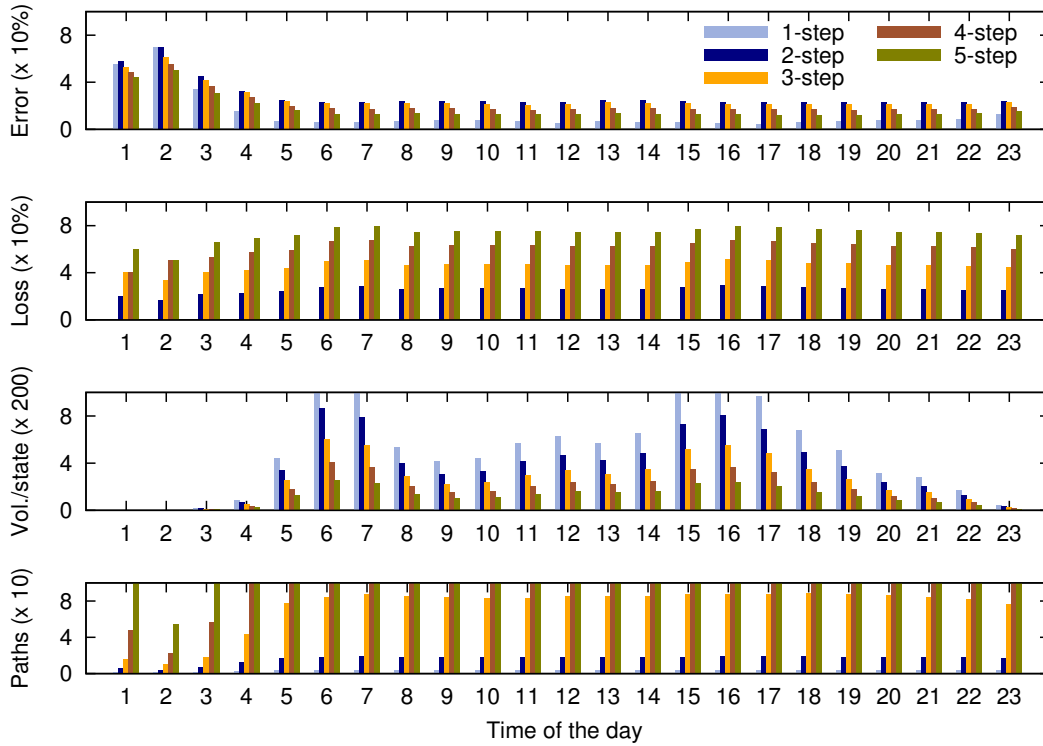 Error (x 10%)
8
4
0
1-step
2-step
3-step
4-step
5-step
1 2 3 4 5 6 7 8 9 10 11 12 13 14 15 16 17 18 19 20 21 22 23
Loss (x 10%)
8
4
0
1 2 3 4 5 6 7 8 9 10 11 12 13 14 15 16 17 18 19 20 21 22 23
Vol./state (x 200)
8
4
0
1 2 3 4 5 6 7 8 9 10 11 12 13 14 15 16 17 18 19 20 21 22 23
Paths (x 10)
8
4
0
1 2 3 4 5 6 7 8 9 10 11 12 13 14 15 16 17 18 19 20 21 22 23
Time of the day